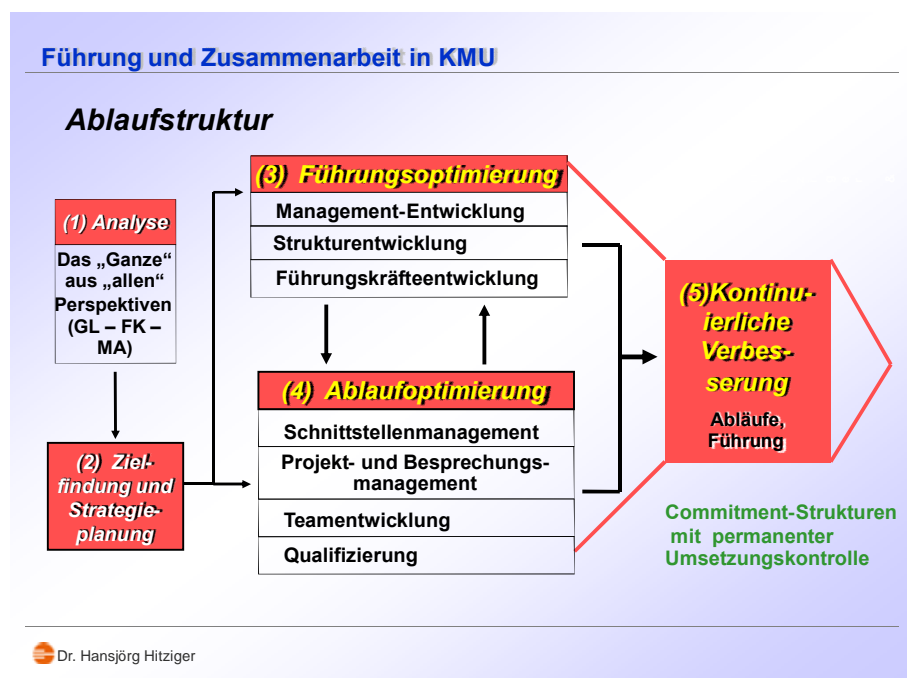 Führung und Zusammenarbeit in KMU
Ablaufstruktur
(1) Analyse
Das „Ganze“
aus „allen“
Perspektiven
(GL – FK –
MA)
(2) Ziel-
findung und
Strategie-
planung
(3) Führungsoptimierung
Management-Entwicklung
Strukturentwicklung
Führungskräfteentwicklung
(4) Ablaufoptimierung
Schnittstellenmanagement
Projekt- und Besprechungs-
management
Teamentwicklung
Qualifizierung
(5)Kontinu-
ierliche
Verbes-
serung
Abläufe,
Führung
Commitment-Strukturen
mit permanenter
Umsetzungskontrolle
Dr. Hansjörg Hitziger